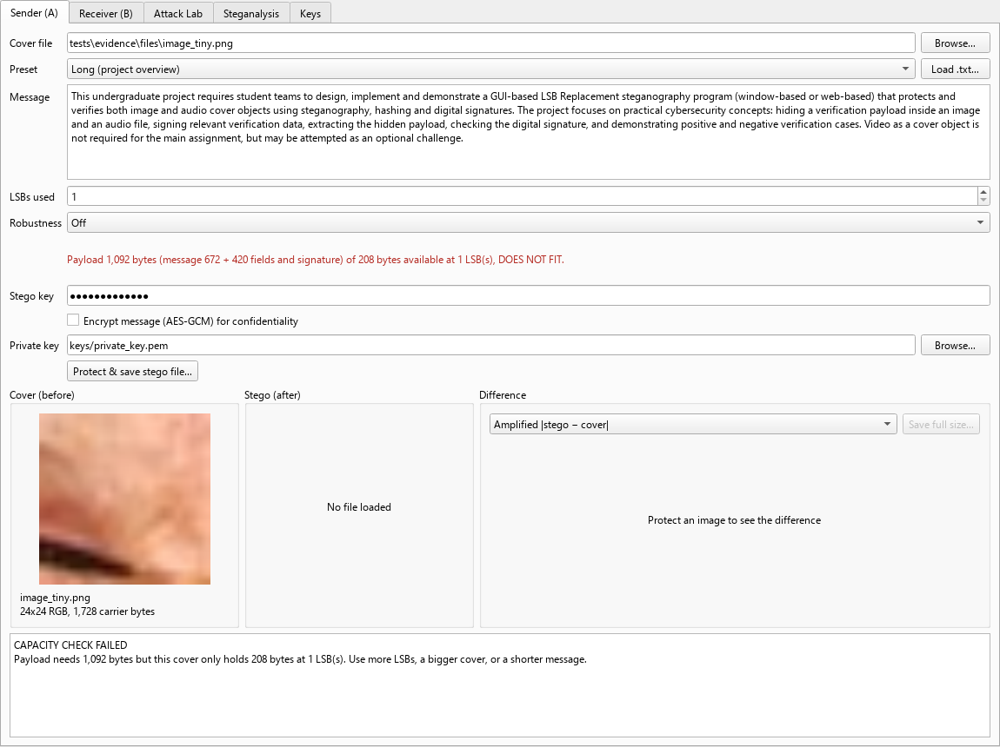 Sender (A) Receiver (B) Attack Lab Steganalysis Keys
Cover file tests\evidence\files\image_tiny.png Browse...
Preset Long (project overview) Load .txt...
Message This undergraduate project requires student teams to design, implement and demonstrate a GUI-based LSB Replacement steganography program (window-based or web-based) that protects and
verifies both image and audio cover objects using steganography, hashing and digital signatures. The project focuses on practical cybersecurity concepts: hiding a verification payload inside an image
and an audio file, signing relevant verification data, extracting the hidden payload, checking the digital signature, and demonstrating positive and negative verification cases. Video as a cover object is
not required for the main assignment, but may be attempted as an optional challenge.
LSBs used 1
Robustness Off
Payload 1,092 bytes (message 672 + 420 fields and signature) of 208 bytes available at 1 LSB(s), DOES NOT FIT.
Stego key ●●●●●●●●●●●●●
Encrypt message (AES-GCM) for confidentiality
Private key keys/private_key.pem Browse...
Protect & save stego file...
Cover (before) Stego (after) Difference
Amplified |stego − cover| Save full size...
No file loaded
Protect an image to see the difference
image_tiny.png
24x24 RGB, 1,728 carrier bytes
CAPACITY CHECK FAILED
Payload needs 1,092 bytes but this cover only holds 208 bytes at 1 LSB(s). Use more LSBs, a bigger cover, or a shorter message.